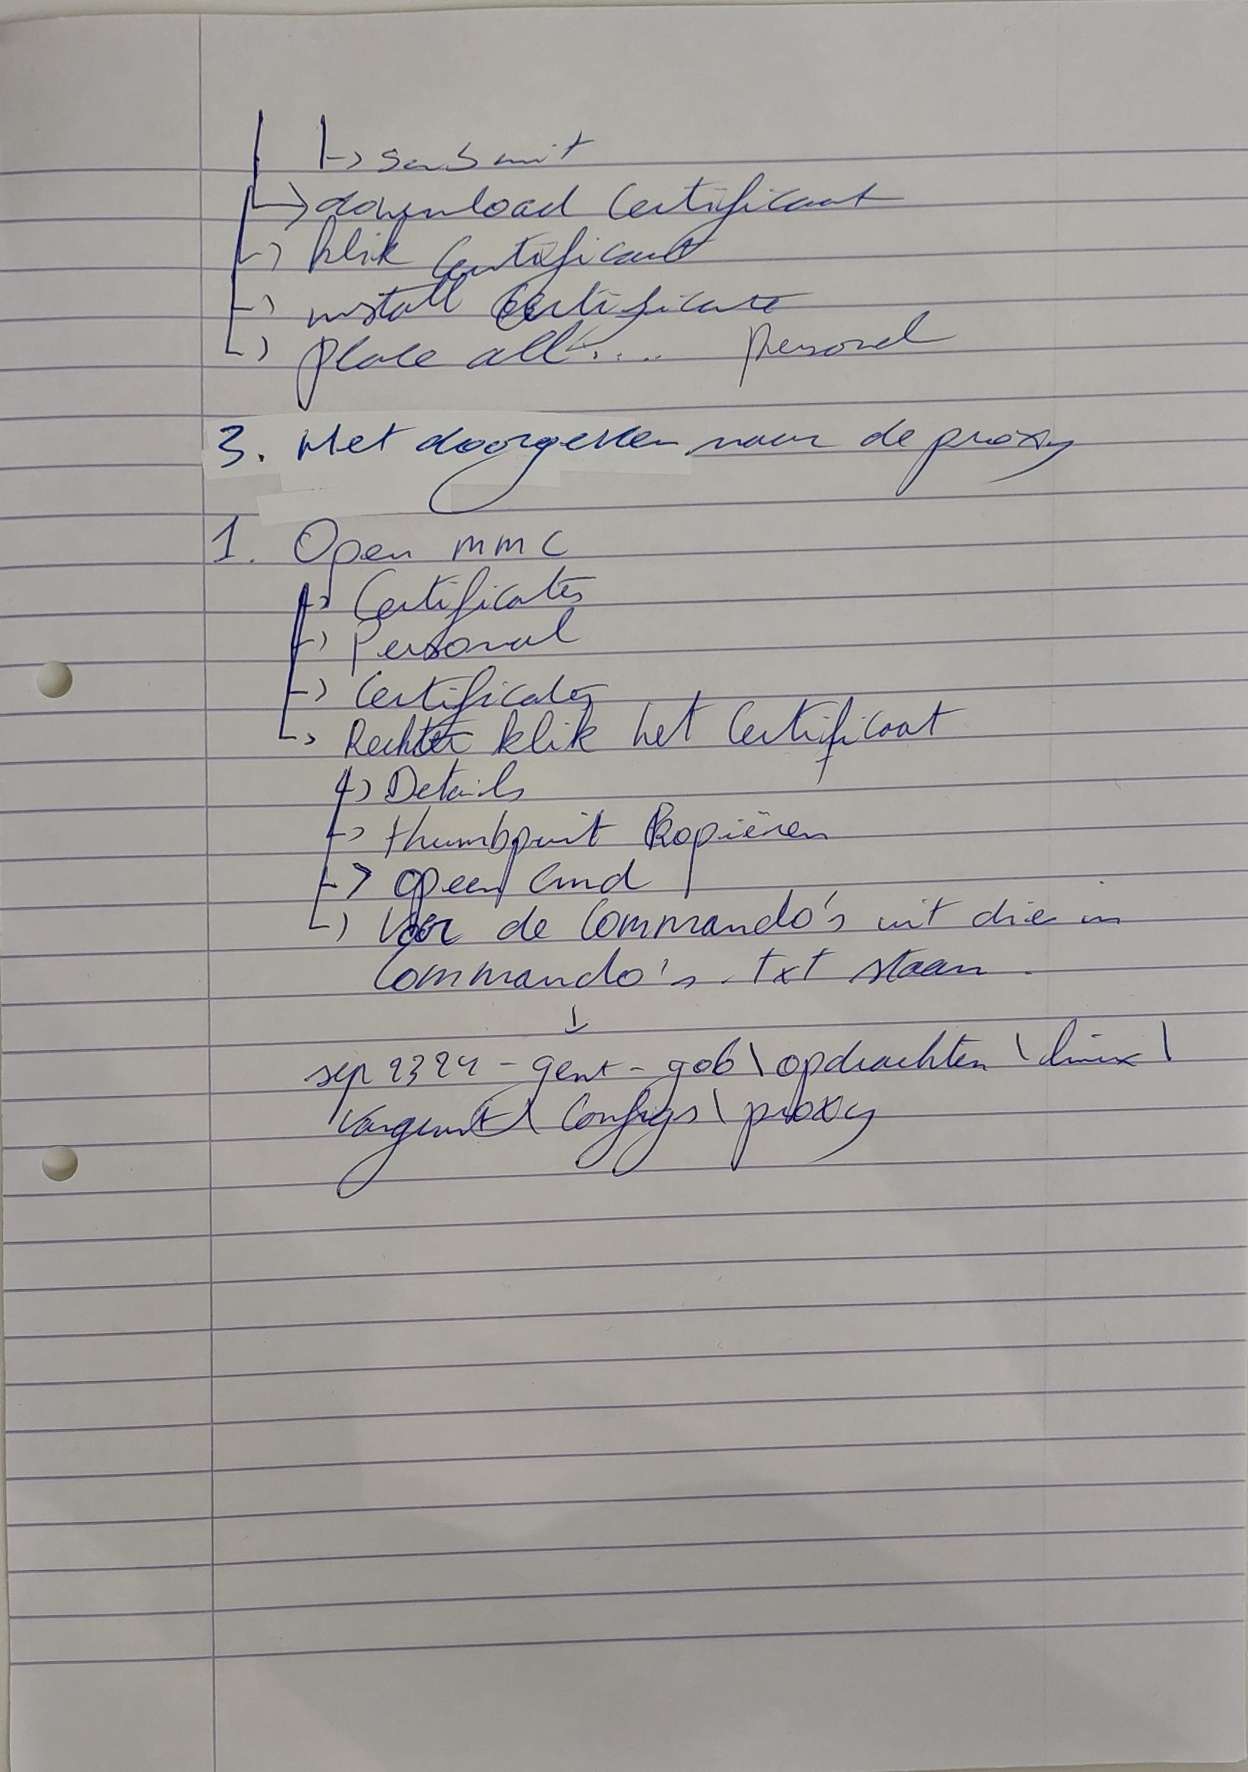 ↳ submit
↳ download Certificaat
↳ klik Certificaat
↳ install Certificate
↳ place all .... personal
3. Het doorgeven naar de proxy
1. Open mmc
↳ Certificates
↳ Personal
↳ Certificates
↳ Rechter klik het Certificaat
↳ Details
↳ thumbprint Kopiëren
↳ open cmd
↳ Voer de Commando's uit die in
Commando's.txt staan.
↓
sep2324-gent-g06\opdrachten\linux\
Vagrant\Configs\proxy